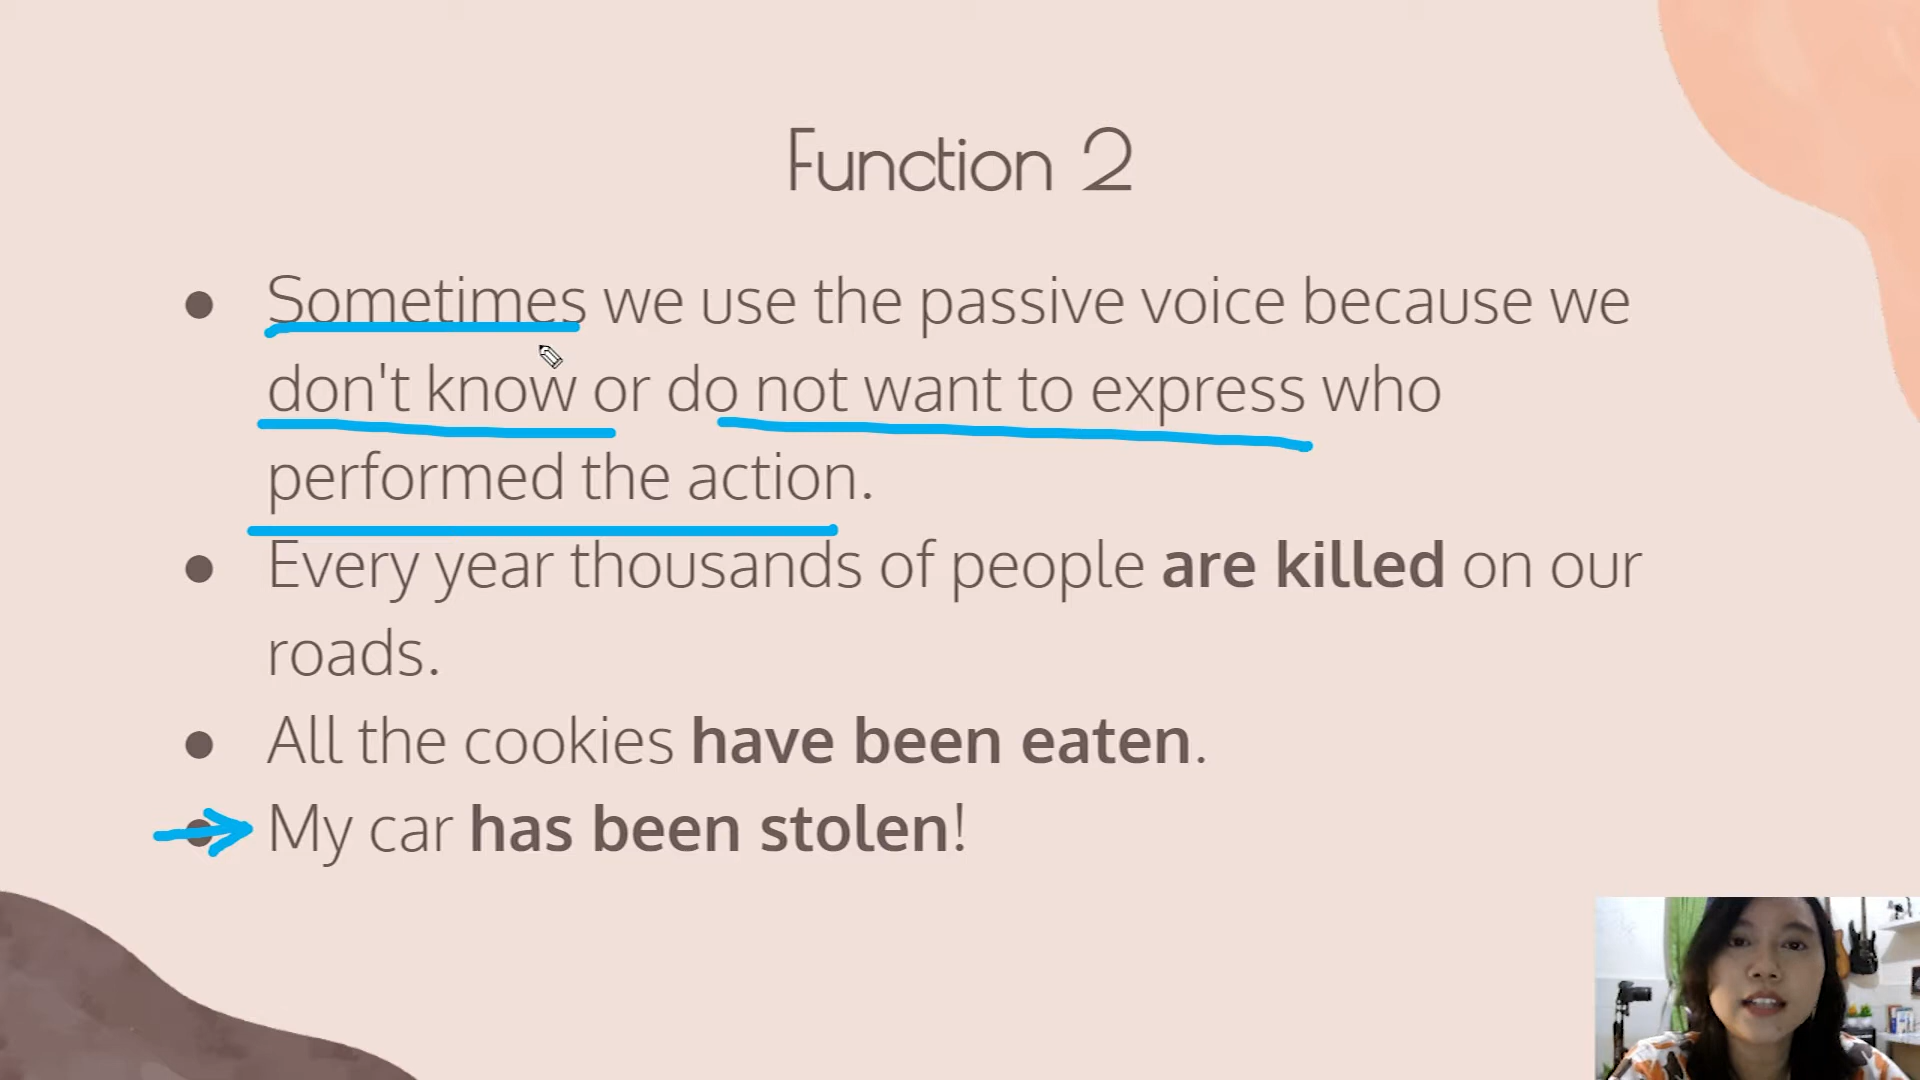 Function 2
● Sometimes we use the passive voice because we
don't know or do not want to express who
performed the action.
● Every year thousands of people are killed on our
roads.
● All the cookies have been eaten.
● My car has been stolen!